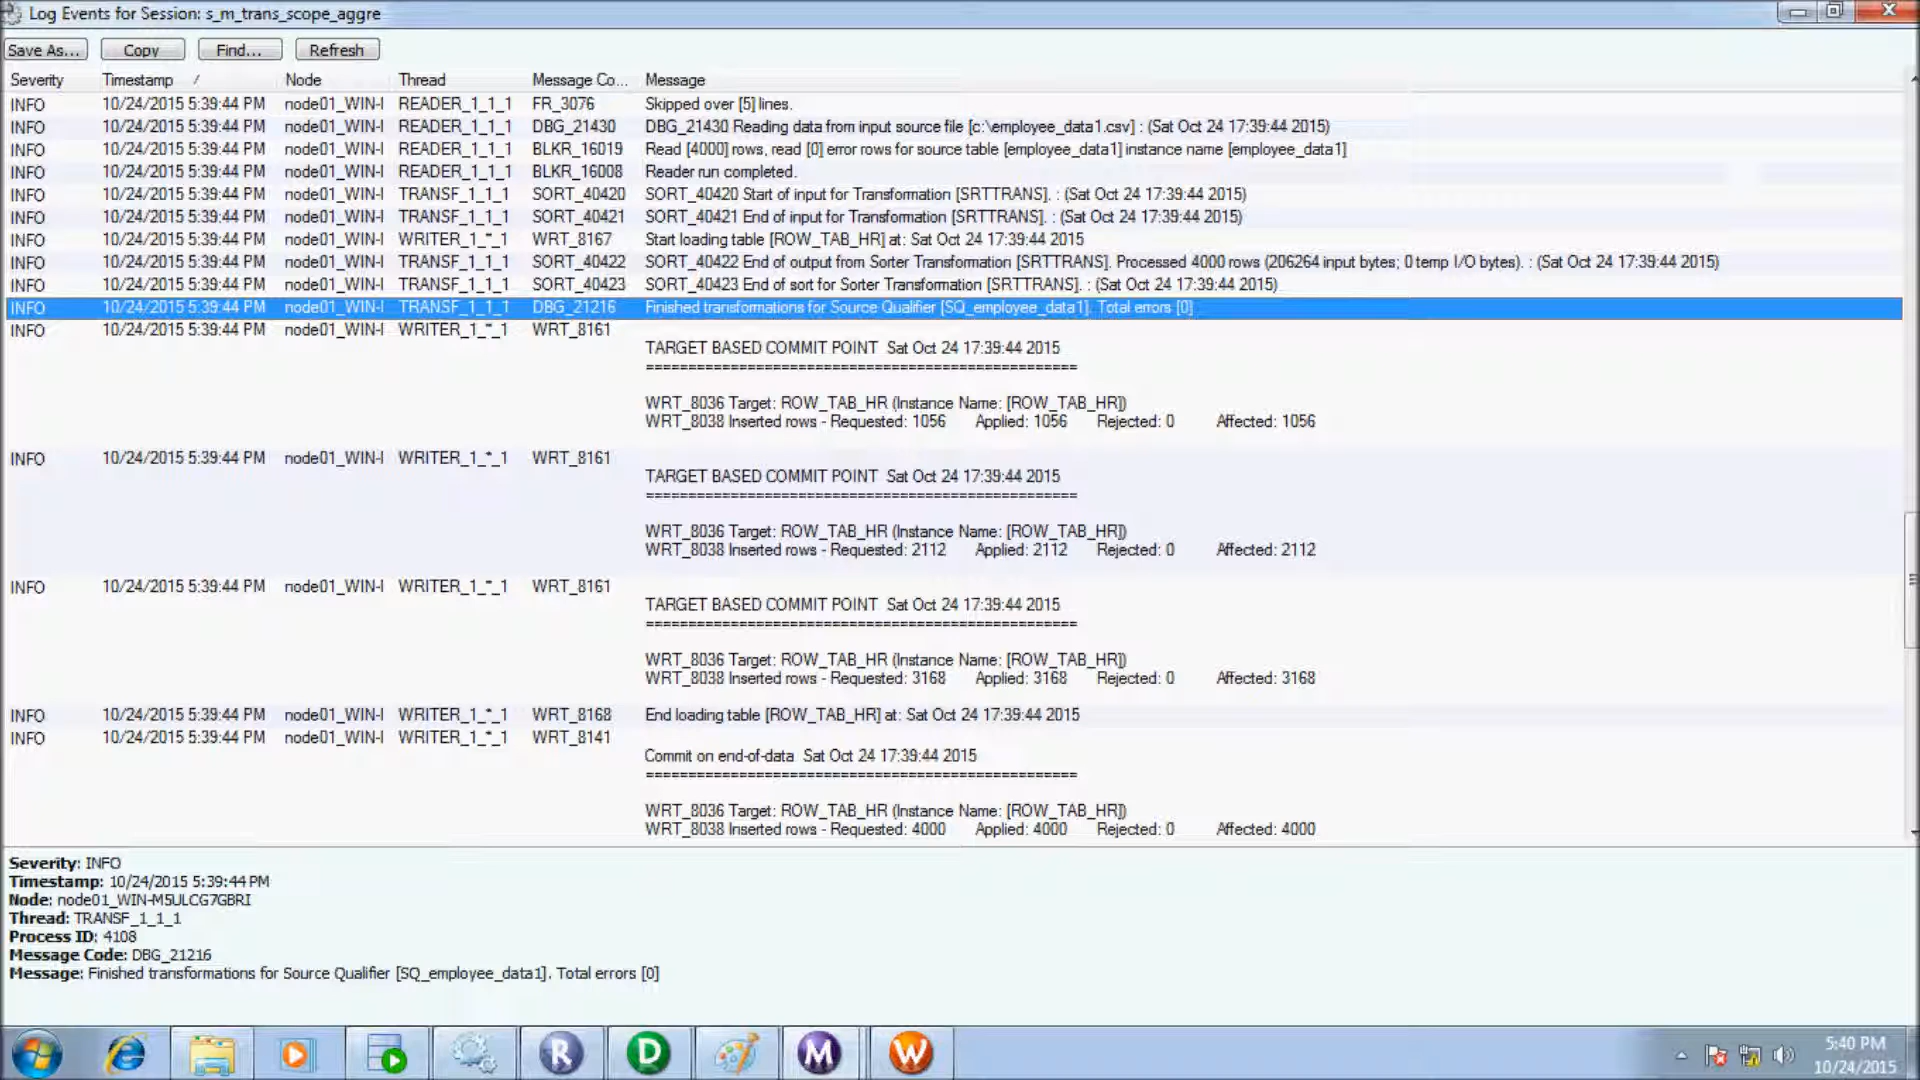 Log Events for Session: s_m_trans_scope_aggre
Save As... Copy Find... Refresh
Severity Timestamp / Node Thread Message Co... Message
INFO 10/24/2015 5:39:44 PM node01_WIN-I READER_1_1_1 FR_3076 Skipped over [5] lines.
INFO 10/24/2015 5:39:44 PM node01_WIN-I READER_1_1_1 DBG_21430 DBG_21430 Reading data from input source file [c:\employee_data1.csv] : (Sat Oct 24 17:39:44 2015)
INFO 10/24/2015 5:39:44 PM node01_WIN-I READER_1_1_1 BLKR_16019 Read [4000] rows, read [0] error rows for source table [employee_data1] instance name [employee_data1]
INFO 10/24/2015 5:39:44 PM node01_WIN-I READER_1_1_1 BLKR_16008 Reader run completed.
INFO 10/24/2015 5:39:44 PM node01_WIN-I TRANSF_1_1_1 SORT_40420 SORT_40420 Start of input for Transformation [SRTTRANS]. : (Sat Oct 24 17:39:44 2015)
INFO 10/24/2015 5:39:44 PM node01_WIN-I TRANSF_1_1_1 SORT_40421 SORT_40421 End of input for Transformation [SRTTRANS]. : (Sat Oct 24 17:39:44 2015)
INFO 10/24/2015 5:39:44 PM node01_WIN-I WRITER_1_*_1 WRT_8167 Start loading table [ROW_TAB_HR] at: Sat Oct 24 17:39:44 2015
INFO 10/24/2015 5:39:44 PM node01_WIN-I TRANSF_1_1_1 SORT_40422 SORT_40422 End of output from Sorter Transformation [SRTTRANS]. Processed 4000 rows (206264 input bytes; 0 temp I/O bytes). : (Sat Oct 24 17:39:44 2015)
INFO 10/24/2015 5:39:44 PM node01_WIN-I TRANSF_1_1_1 SORT_40423 SORT_40423 End of sort for Sorter Transformation [SRTTRANS]. : (Sat Oct 24 17:39:44 2015)
INFO 10/24/2015 5:39:44 PM node01_WIN-I TRANSF_1_1_1 DBG_21216 Finished transformations for Source Qualifier [SQ_employee_data1]. Total errors [0]
INFO 10/24/2015 5:39:44 PM node01_WIN-I WRITER_1_*_1 WRT_8161
TARGET BASED COMMIT POINT Sat Oct 24 17:39:44 2015
===================================================
WRT_8036 Target: ROW_TAB_HR (Instance Name: [ROW_TAB_HR])
WRT_8038 Inserted rows - Requested: 1056 Applied: 1056 Rejected: 0 Affected: 1056
INFO 10/24/2015 5:39:44 PM node01_WIN-I WRITER_1_*_1 WRT_8161
TARGET BASED COMMIT POINT Sat Oct 24 17:39:44 2015
===================================================
WRT_8036 Target: ROW_TAB_HR (Instance Name: [ROW_TAB_HR])
WRT_8038 Inserted rows - Requested: 2112 Applied: 2112 Rejected: 0 Affected: 2112
INFO 10/24/2015 5:39:44 PM node01_WIN-I WRITER_1_*_1 WRT_8161
TARGET BASED COMMIT POINT Sat Oct 24 17:39:44 2015
===================================================
WRT_8036 Target: ROW_TAB_HR (Instance Name: [ROW_TAB_HR])
WRT_8038 Inserted rows - Requested: 3168 Applied: 3168 Rejected: 0 Affected: 3168
INFO 10/24/2015 5:39:44 PM node01_WIN-I WRITER_1_*_1 WRT_8168 End loading table [ROW_TAB_HR] at: Sat Oct 24 17:39:44 2015
INFO 10/24/2015 5:39:44 PM node01_WIN-I WRITER_1_*_1 WRT_8141
Commit on end-of-data Sat Oct 24 17:39:44 2015
===================================================
WRT_8036 Target: ROW_TAB_HR (Instance Name: [ROW_TAB_HR])
WRT_8038 Inserted rows - Requested: 4000 Applied: 4000 Rejected: 0 Affected: 4000
Severity: INFO
Timestamp: 10/24/2015 5:39:44 PM
Node: node01_WIN-M5ULCG7GBRI
Thread: TRANSF_1_1_1
Process ID: 4108
Message Code: DBG_21216
Message: Finished transformations for Source Qualifier [SQ_employee_data1]. Total errors [0]
R D M W
5:40 PM
10/24/2015